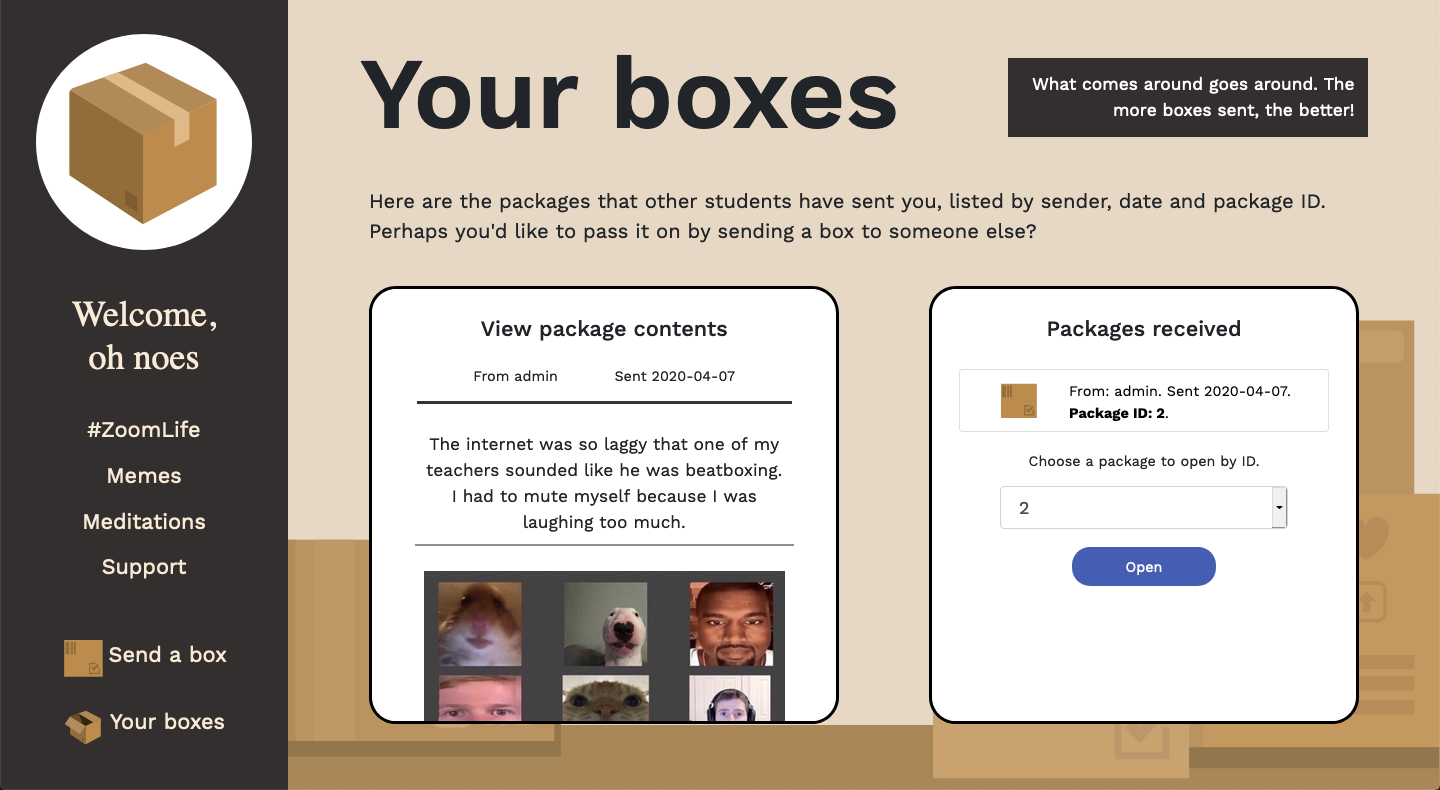 Welcome,
oh noes
#ZoomLife
Memes
Meditations
Support
Send a box
Your boxes
Your boxes
What comes around goes around. The
more boxes sent, the better!
Here are the packages that other students have sent you, listed by sender, date and package ID.
Perhaps you'd like to pass it on by sending a box to someone else?
View package contents
From admin
Sent 2020-04-07
The internet was so laggy that one of my
teachers sounded like he was beatboxing.
I had to mute myself because I was
laughing too much.
Packages received
From: admin. Sent 2020-04-07.
Package ID: 2.
Choose a package to open by ID.
2
Open